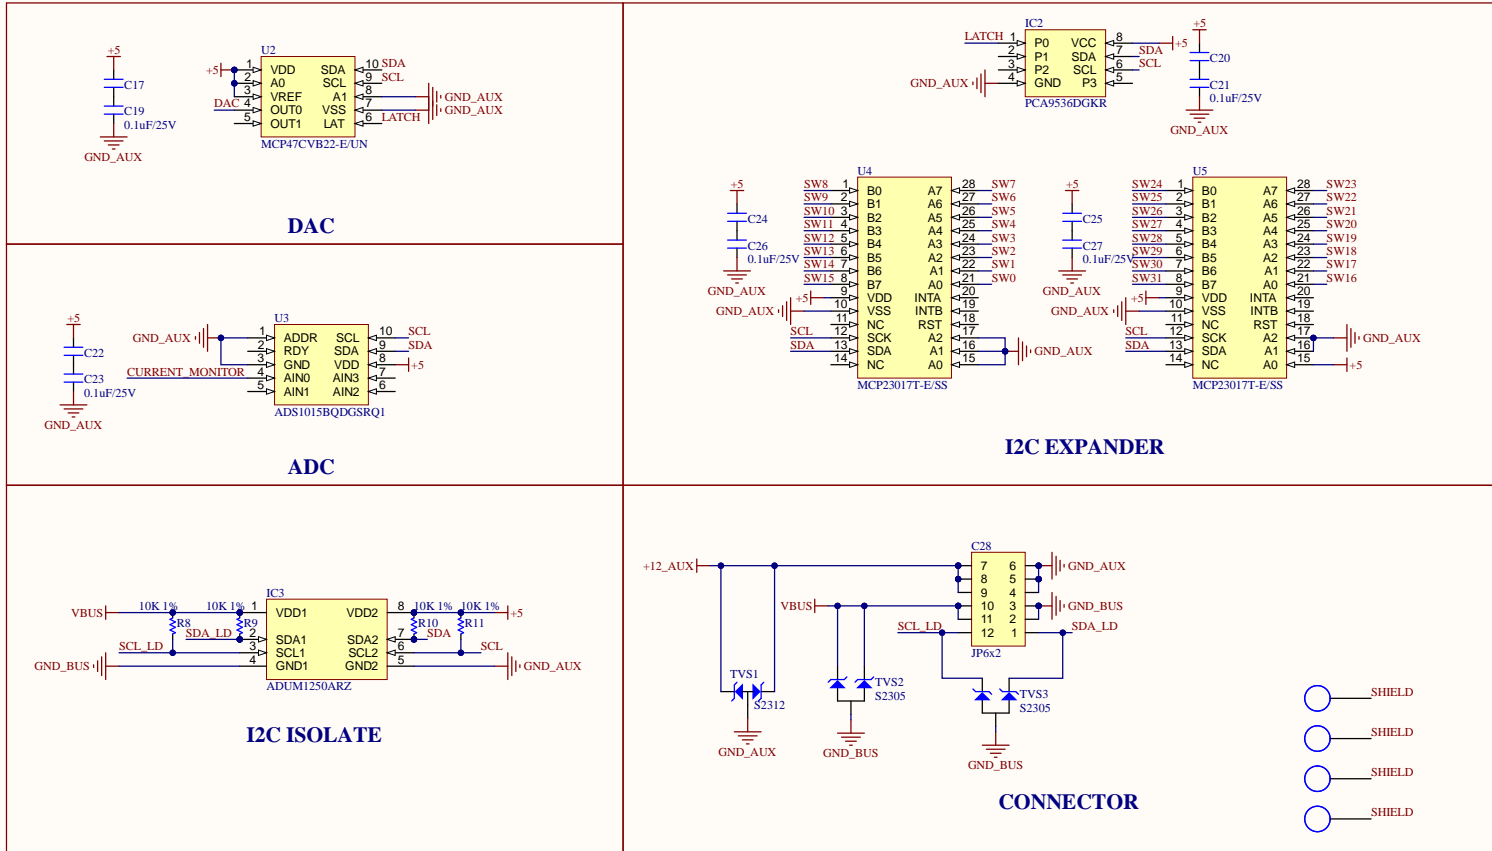 +5
C17
C19
0.1uF/25V
GND_AUX
U2
+5
1 VDD SDA 10 SDA
2 A0 SCL 9 SCL
3 VREF A1 8 GND_AUX
DAC 4 OUT0 VSS 7 GND_AUX
5 OUT1 LAT 6 LATCH
MCP47CVB22-E/UN
DAC
+5
C22
C23
0.1uF/25V
GND_AUX
U3
GND_AUX 1 ADDR SCL 10 SCL
2 RDY SDA 9 SDA
3 GND VDD 8 +5
CURRENT_MONITOR 4 AIN0 AIN3 7
5 AIN1 AIN2 6
ADS1015BQDGSRQ1
ADC
IC3
VBUS 10K 1% 10K 1% 1 VDD1 VDD2 8 10K 1% 10K 1% +5
R8 R9 R10 R11
SDA_LD 2 SDA1 SDA2 7 SDA
SCL_LD 3 SCL1 SCL2 6 SCL
GND_BUS 4 GND1 GND2 5 GND_AUX
ADUM1250ARZ
I2C ISOLATE
IC2
LATCH 1 P0 VCC 8 +5
2 P1 SDA 7 SDA
3 P2 SCL 6 SCL
GND_AUX 4 GND P3 5
PCA9536DGKR
+5
C20
C21
0.1uF/25V
GND_AUX
+5
C24
C26
0.1uF/25V
GND_AUX
U4
SW8 1 B0 A7 28 SW7
SW9 2 B1 A6 27 SW6
SW10 3 B2 A5 26 SW5
SW11 4 B3 A4 25 SW4
SW12 5 B4 A3 24 SW3
SW13 6 B5 A2 23 SW2
SW14 7 B6 A1 22 SW1
SW15 8 B7 A0 21 SW0
+5 9 VDD INTA 20
GND_AUX 10 VSS INTB 19
11 NC RST 18
SCL 12 SCK A2 17
SDA 13 SDA A1 16 GND_AUX
14 NC A0 15
MCP23017T-E/SS
+5
C25
C27
0.1uF/25V
GND_AUX
U5
SW24 1 B0 A7 28 SW23
SW25 2 B1 A6 27 SW22
SW26 3 B2 A5 26 SW21
SW27 4 B3 A4 25 SW20
SW28 5 B4 A3 24 SW19
SW29 6 B5 A2 23 SW18
SW30 7 B6 A1 22 SW17
SW31 8 B7 A0 21 SW16
+5 9 VDD INTA 20
GND_AUX 10 VSS INTB 19
11 NC RST 18
SCL 12 SCK A2 17 GND_AUX
SDA 13 SDA A1 16
14 NC A0 15 +5
MCP23017T-E/SS
I2C EXPANDER
C28
+12_AUX 7 6 GND_AUX
8 5
9 4
VBUS 10 3 GND_BUS
11 2
SCL_LD 12 1 SDA_LD
JP6x2
TVS1
S2312
GND_AUX
TVS2
S2305
GND_BUS
TVS3
S2305
GND_BUS
CONNECTOR
SHIELD
SHIELD
SHIELD
SHIELD